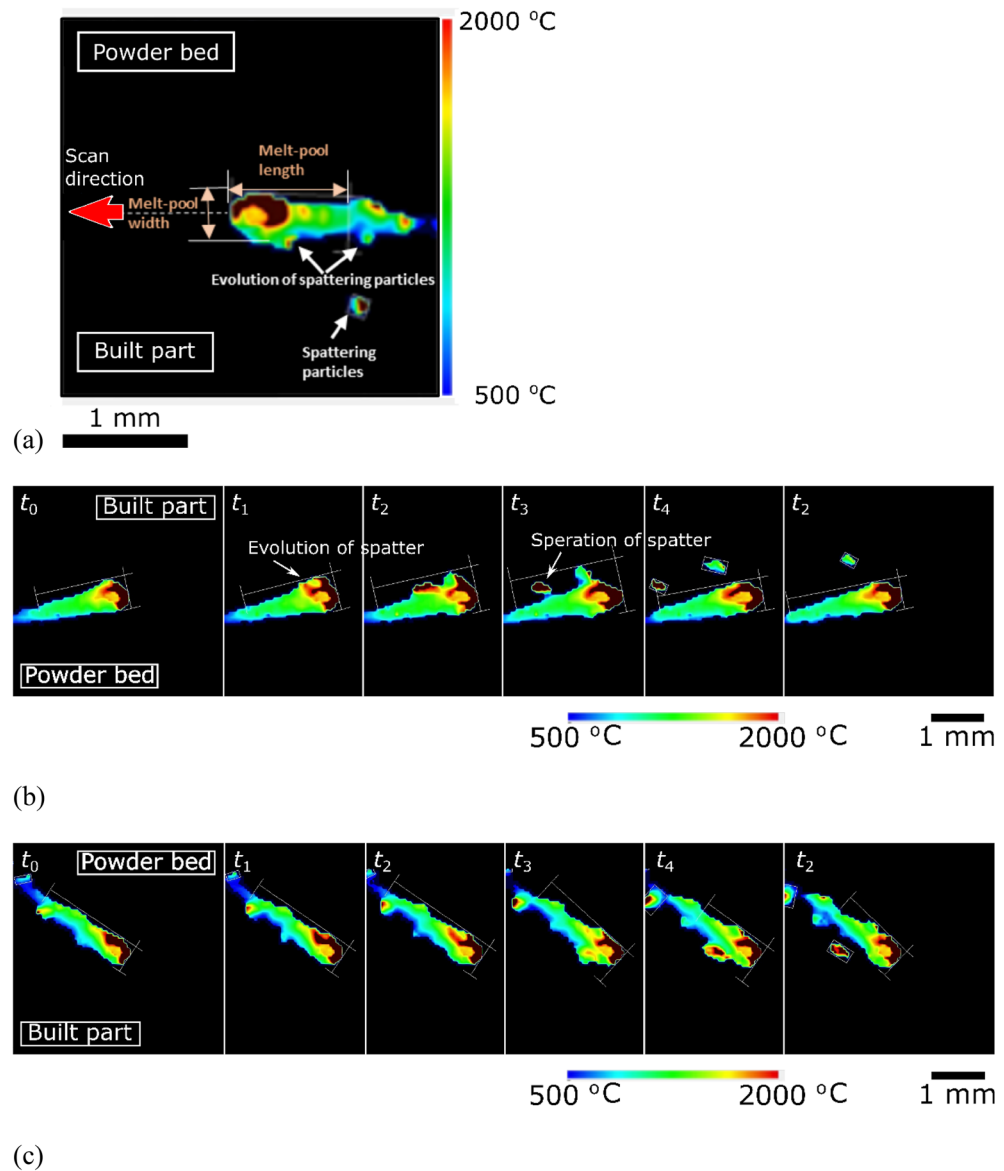 2000 °C
Powder bed
Scan
direction
Melt-pool
length
Melt-pool
width
Evolution of spattering particles
Built part
Spattering
particles
500 °C
1 mm
(a)
t0
Built part
t1
t2
t3
t4
t2
Evolution of spatter
Speration of spatter
Powder bed
500 °C
2000 °C
1 mm
(b)
t0
Powder bed
t1
t2
t3
t4
t2
Built part
500 °C
2000 °C
1 mm
(c)